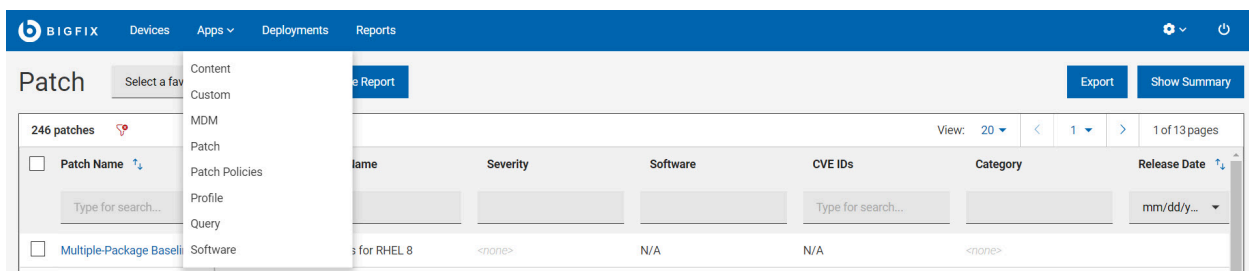 BIGFIX Devices Apps Deployments Reports
Patch Select a fav e Report Export Show Summary
Content
Custom
MDM
Patch
Patch Policies
Profile
Query
Software
246 patches View: 20 1 1 of 13 pages
Patch Name lame Severity Software CVE IDs Category Release Date
Type for search... Type for search... mm/dd/y...
Multiple-Package Baseli s for RHEL 8 <none> N/A N/A <none>